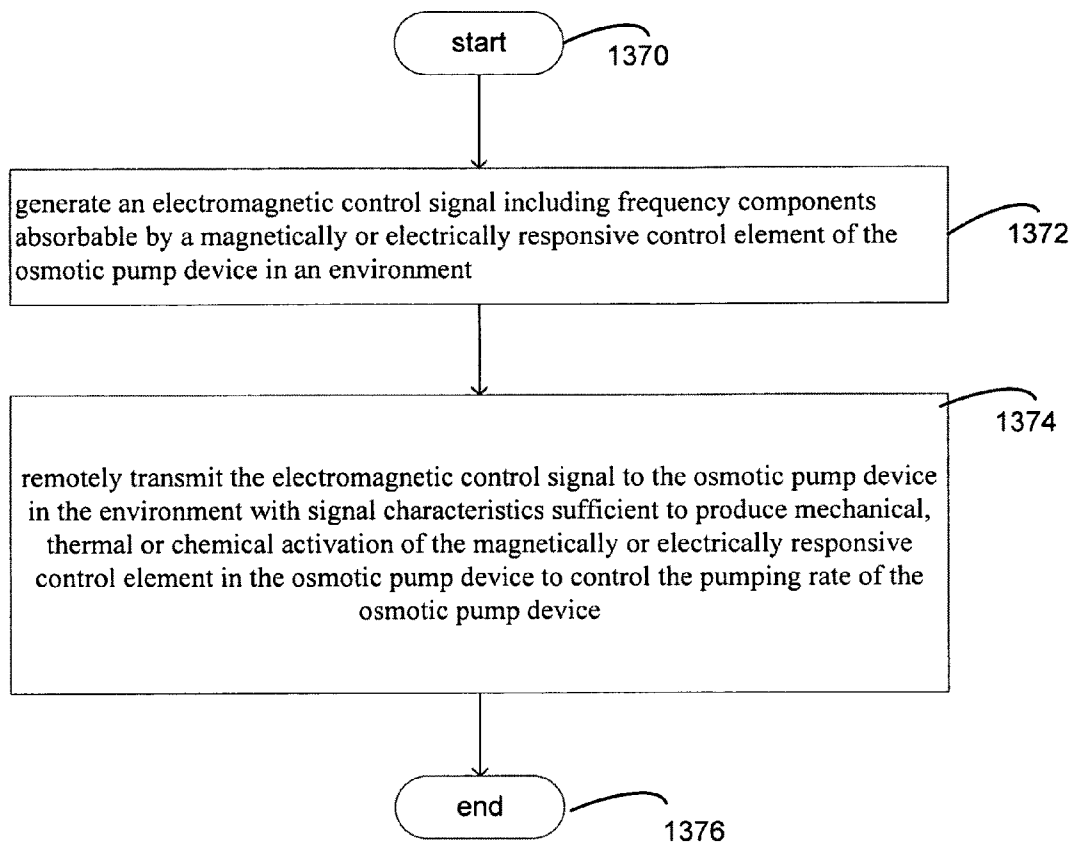 start
1370
generate an electromagnetic control signal including frequency components
absorbable by a magnetically or electrically responsive control element of the
osmotic pump device in an environment
1372
1374
remotely transmit the electromagnetic control signal to the osmotic pump device
in the environment with signal characteristics sufficient to produce mechanical,
thermal or chemical activation of the magnetically or electrically responsive
control element in the osmotic pump device to control the pumping rate of the
osmotic pump device
end
1376